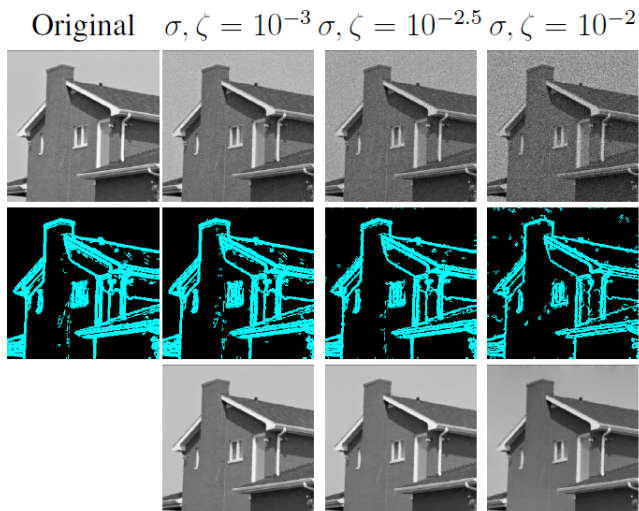 Original σ, ζ = 10⁻³ σ, ζ = 10⁻²·⁵ σ, ζ = 10⁻²